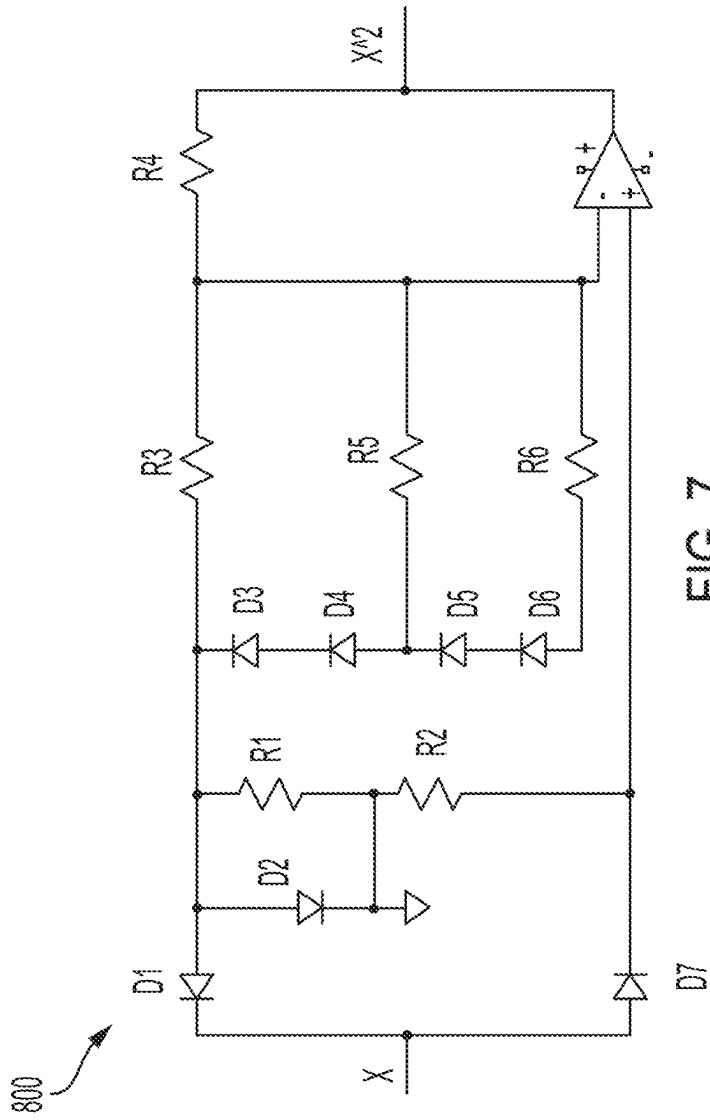 800
X
D1
D2
D7
R1
R2
D3
D4
D5
D6
R3
R5
R6
R4
-
+
+
-
X^2
FIG. 7